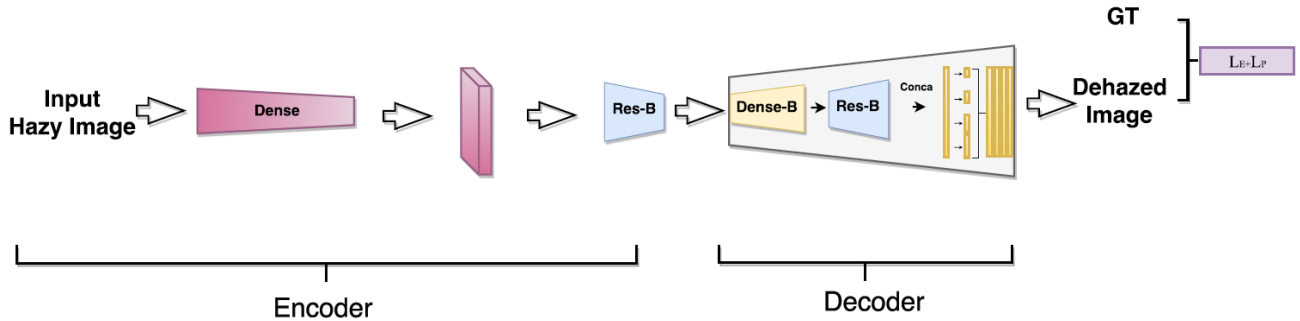 Input
Hazy Image
Dense
Res-B
Dense-B
Res-B
Conca
GT
Dehazed
Image
LE+LP
Encoder
Decoder